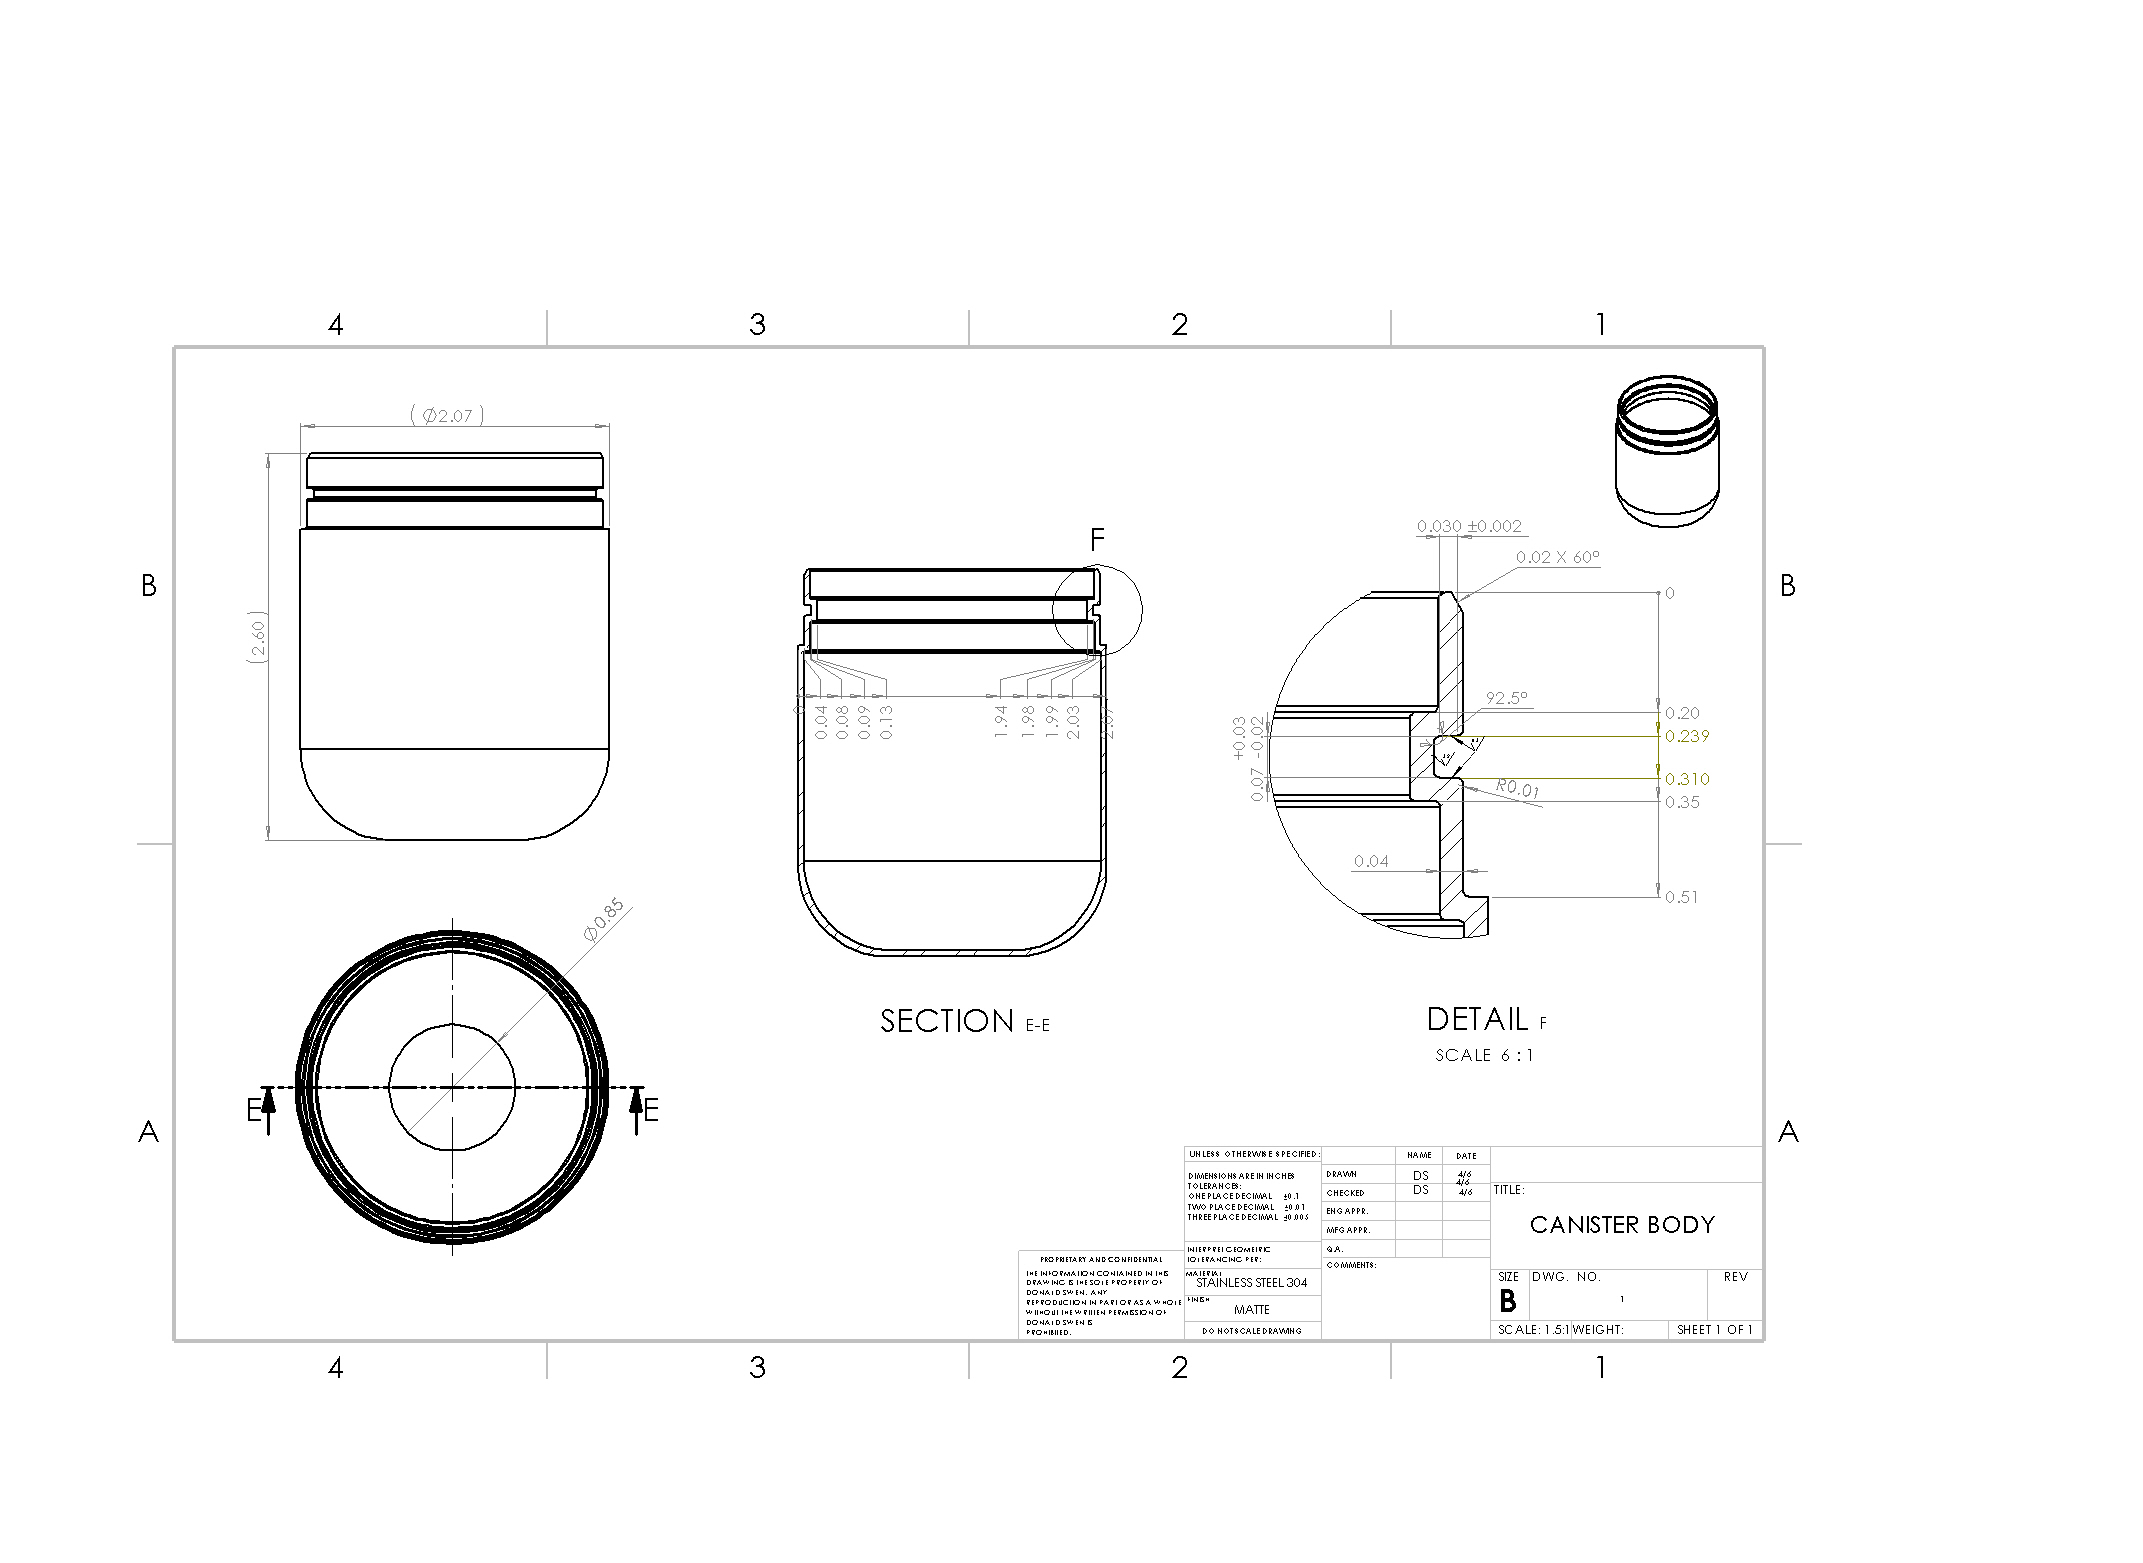 4 3 2 1
B B
A A
( Ø2.07 )
( 2.60 )
Ø0.85
E E
F
0 0.04 0.08 0.09 0.13 1.94 1.98 1.99 2.03 2.07
SECTION E-E
0.030 ±0.002
0.02 X 60°
92.5°
+0.03
0.07 -0.02
R0.01
0.04
0
0.20
0.239
0.310
0.35
0.51
DETAIL F
SCALE 6 : 1
PROPRIETARY AND CONFIDENTIAL
THE INFORMATION CONTAINED IN THIS
DRAWING IS THE SOLE PROPERTY OF
DONALD SWEN. ANY
REPRODUCTION IN PART OR AS A WHOLE
WITHOUT THE WRITTEN PERMISSION OF
DONALD SWEN IS
PROHIBITED.
UNLESS OTHERWISE SPECIFIED:
DIMENSIONS ARE IN INCHES
TOLERANCES:
ONE PLACE DECIMAL ±0.1
TWO PLACE DECIMAL ±0.01
THREE PLACE DECIMAL ±0.005
INTERPRET GEOMETRIC
TOLERANCING PER:
MATERIAL
STAINLESS STEEL 304
FINISH
MATTE
DO NOT SCALE DRAWING
NAME DATE
DRAWN DS 4/6
4/6
CHECKED DS 4/6
ENG APPR.
MFG APPR.
Q.A.
COMMENTS:
TITLE:
CANISTER BODY
SIZE DWG. NO. REV
B 1
SCALE: 1.5:1 WEIGHT: SHEET 1 OF 1
4 3 2 1